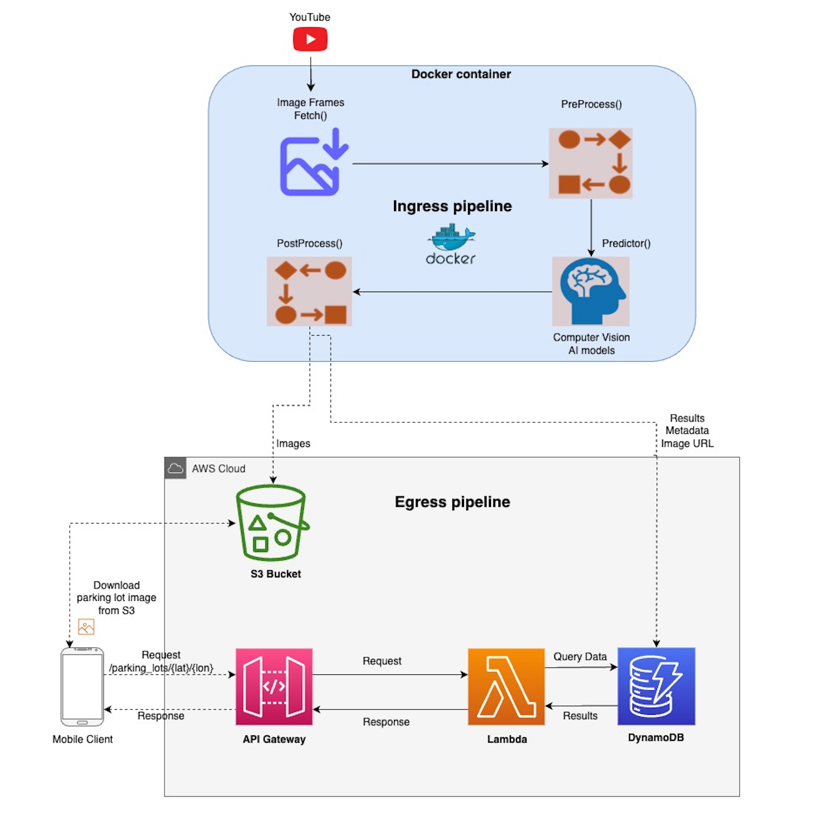 YouTube
Docker container
Image Frames
Fetch()
PreProcess()
Ingress pipeline
docker
PostProcess()
Predictor()
Computer Vision
AI models
Results
Metadata
Image URL
Images
AWS Cloud
Egress pipeline
S3 Bucket
Download
parking lot image
from S3
Request
/parking_lots/{lat}/{lon}
Response
Mobile Client
</>
API Gateway
Request
Response
Lambda
Query Data
Results
DynamoDB